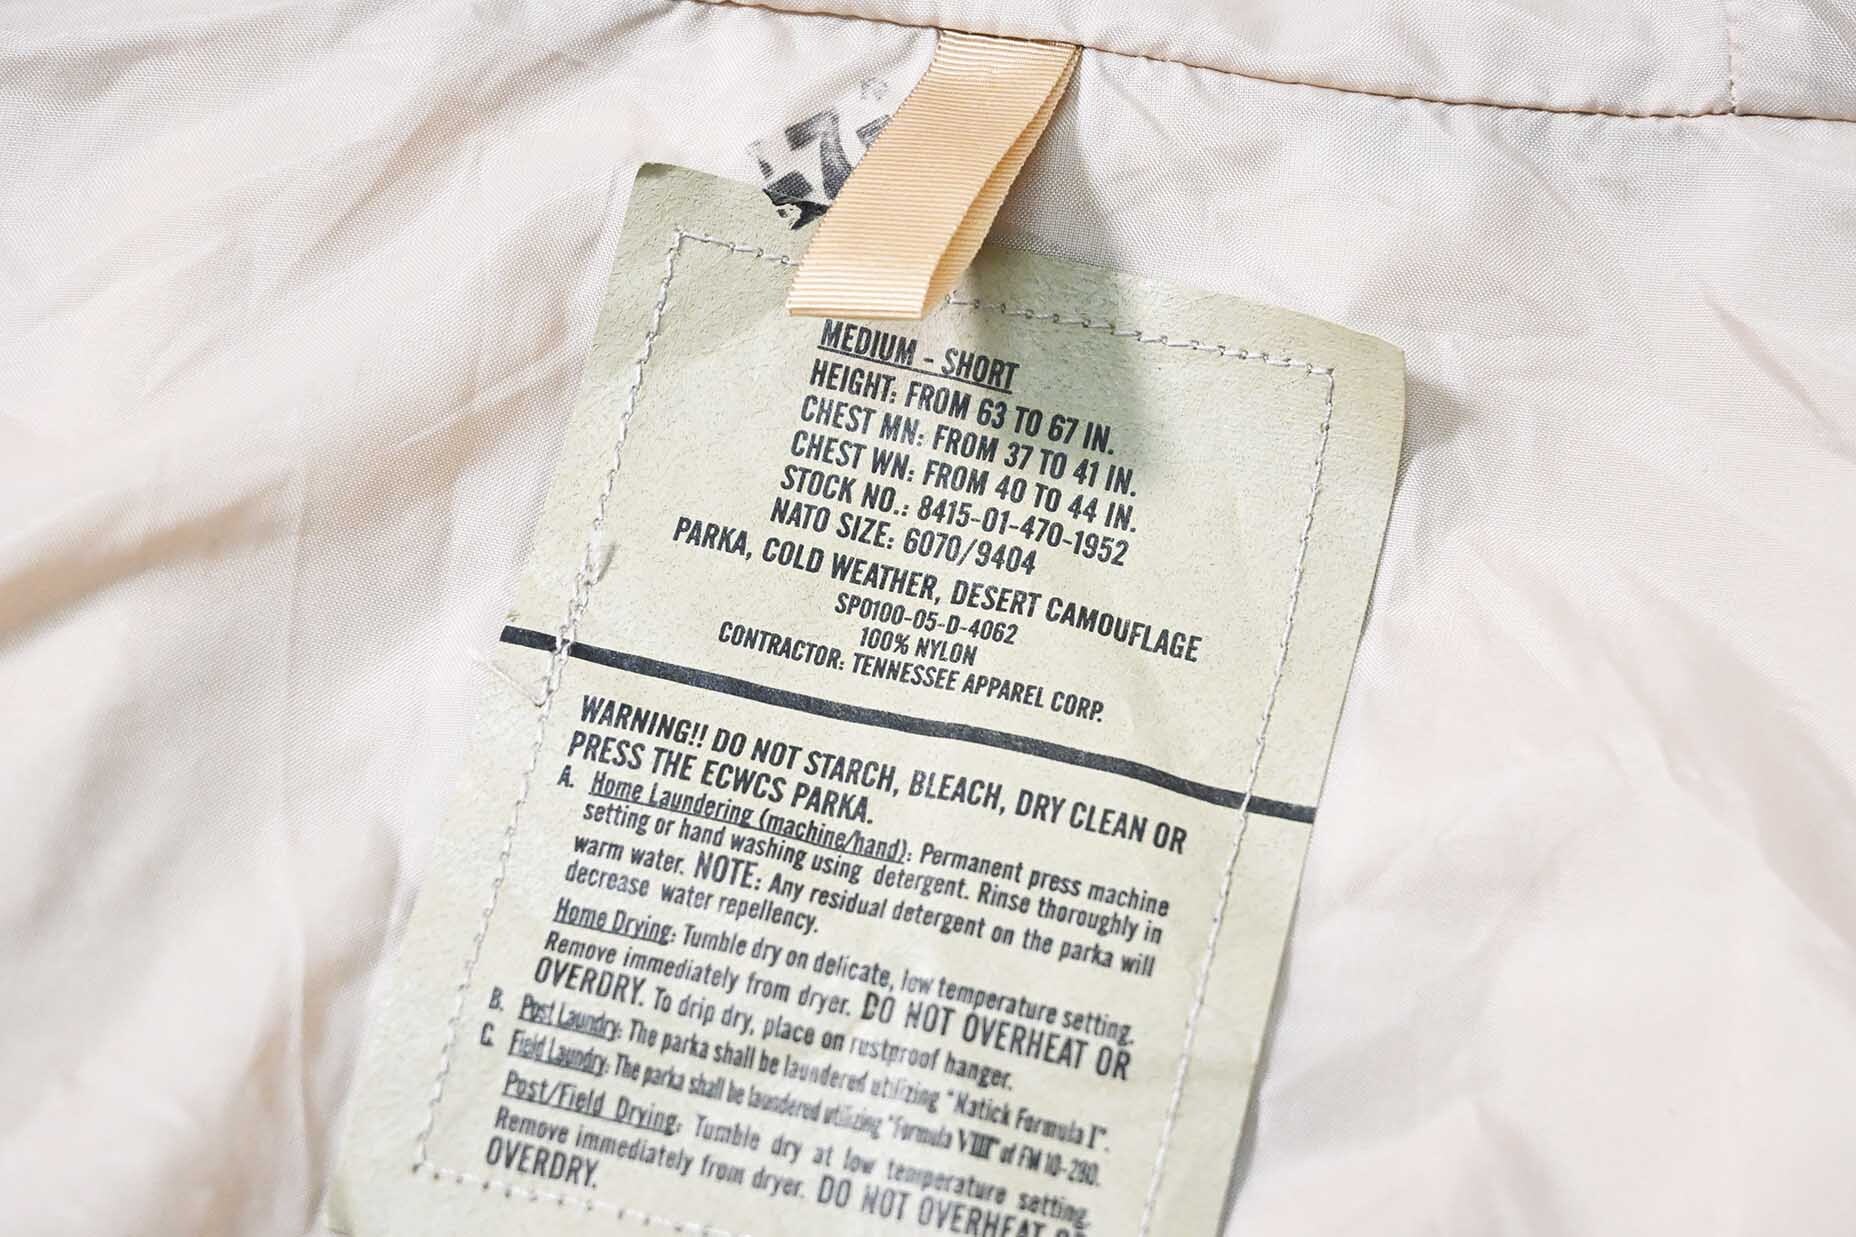 MEDIUM - SHORT
HEIGHT: FROM 63 TO 67 IN.
CHEST MN: FROM 37 TO 41 IN.
CHEST WN: FROM 40 TO 44 IN.
STOCK NO.: 8415-01-470-1952
NATO SIZE: 6070/9404
PARKA, COLD WEATHER, DESERT CAMOUFLAGE
SP0100-05-D-4062
100% NYLON
CONTRACTOR: TENNESSEE APPAREL CORP.
WARNING!! DO NOT STARCH, BLEACH, DRY CLEAN OR
PRESS THE ECWCS PARKA.
A. Home Laundering (machine/hand): Permanent press machine
setting or hand washing using detergent. Rinse thoroughly in
warm water. NOTE: Any residual detergent on the parka will
decrease water repellency.
Home Drying: Tumble dry on delicate, low temperature setting.
Remove immediately from dryer. DO NOT OVERHEAT OR
OVERDRY. To drip dry, place on rustproof hanger.
B. Post Laundry: The parka shall be laundered utilizing "Natick Formula I".
C. Field Laundry: The parka shall be laundered utilizing "Formula VIII" of FM 10-280.
Post/Field Drying: Tumble dry at low temperature setting.
Remove immediately from dryer. DO NOT OVERHEAT OR
OVERDRY.